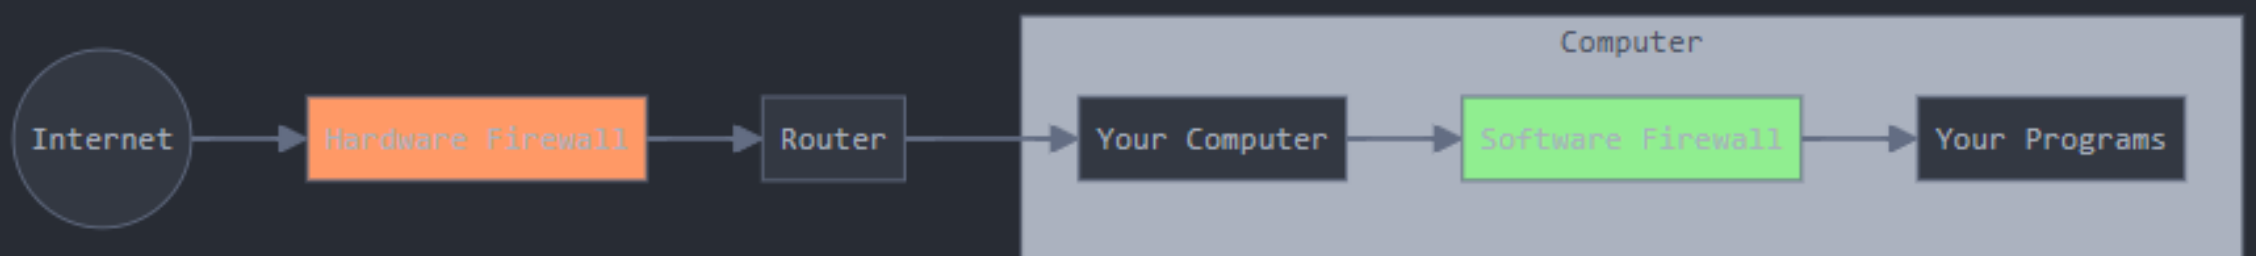 Computer
Internet
Hardware Firewall
Router
Your Computer
Software Firewall
Your Programs